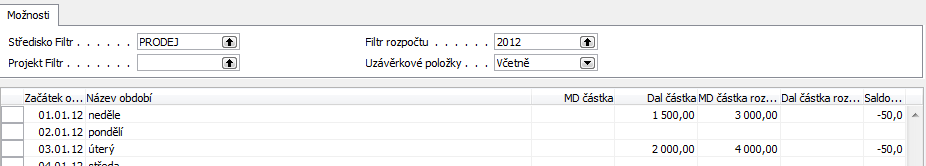 Možnosti
Středisko Filtr . . . . . . PRODEJ Filtr rozpočtu . . . . . . 2012
Projekt Filtr . . . . . . . Uzávěrkové položky . . . Včetně
Začátek o... Název období MD částka Dal částka MD částka roz... Dal částka roz... Saldo...
01.01.12 neděle 1 500,00 3 000,00 -50,0
02.01.12 pondělí
03.01.12 úterý 2 000,00 4 000,00 -50,0
04.01.12 středa